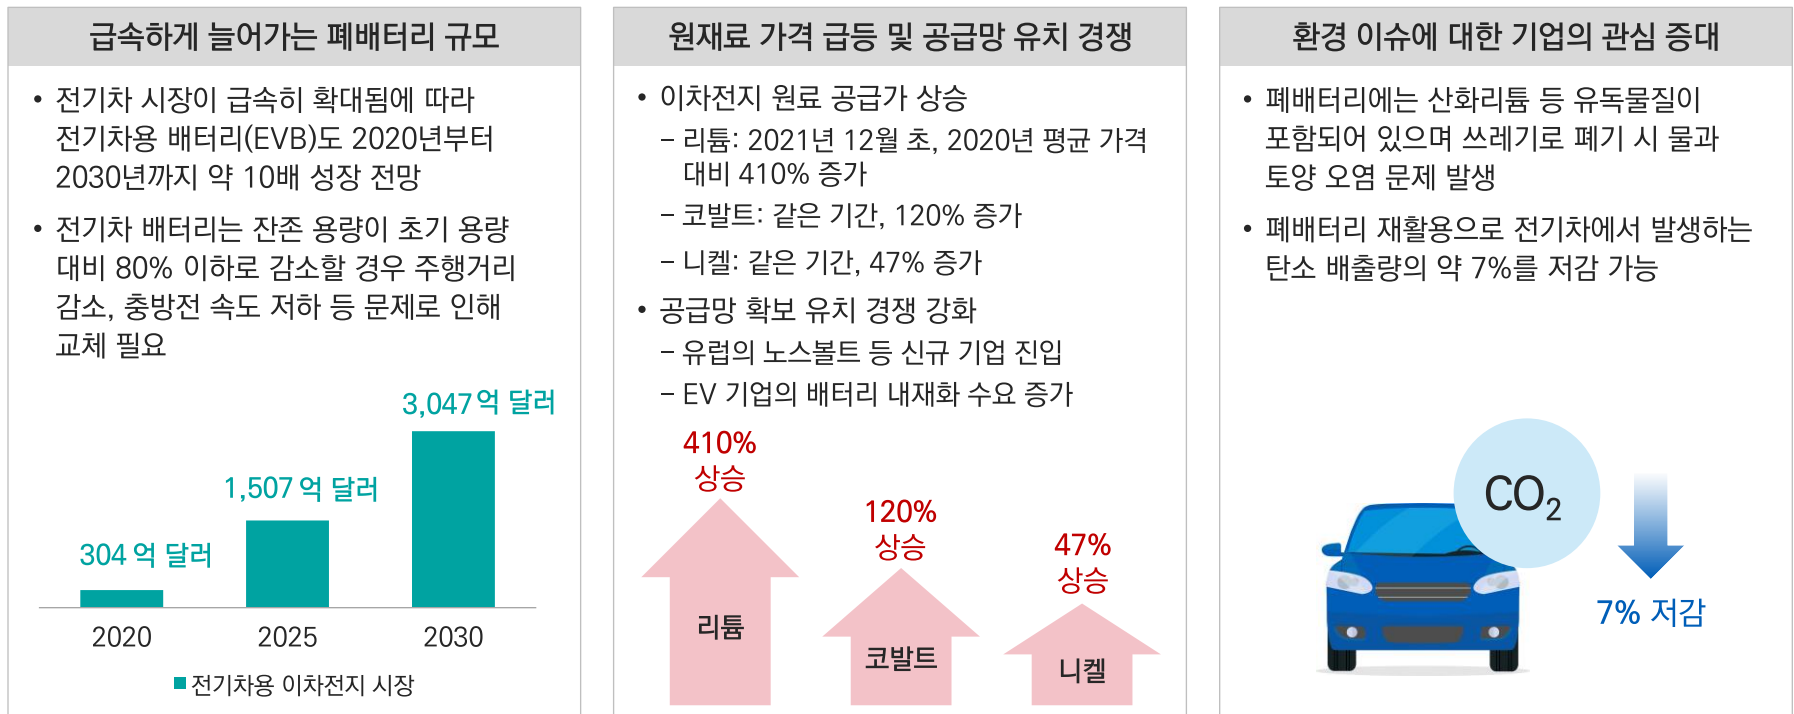 급속하게 늘어가는 폐배터리 규모
• 전기차 시장이 급속히 확대됨에 따라
전기차용 배터리(EVB)도 2020년부터
2030년까지 약 10배 성장 전망
• 전기차 배터리는 잔존 용량이 초기 용량
대비 80% 이하로 감소할 경우 주행거리
감소, 충방전 속도 저하 등 문제로 인해
교체 필요
3,047억 달러
1,507억 달러
304억 달러
2020 2025 2030
전기차용 이차전지 시장
원재료 가격 급등 및 공급망 유치 경쟁
• 이차전지 원료 공급가 상승
– 리튬: 2021년 12월 초, 2020년 평균 가격
대비 410% 증가
– 코발트: 같은 기간, 120% 증가
– 니켈: 같은 기간, 47% 증가
• 공급망 확보 유치 경쟁 강화
– 유럽의 노스볼트 등 신규 기업 진입
– EV 기업의 배터리 내재화 수요 증가
410%
상승
리튬
120%
상승
코발트
47%
상승
니켈
환경 이슈에 대한 기업의 관심 증대
• 폐배터리에는 산화리튬 등 유독물질이
포함되어 있으며 쓰레기로 폐기 시 물과
토양 오염 문제 발생
• 폐배터리 재활용으로 전기차에서 발생하는
탄소 배출량의 약 7%를 저감 가능
CO₂
7% 저감